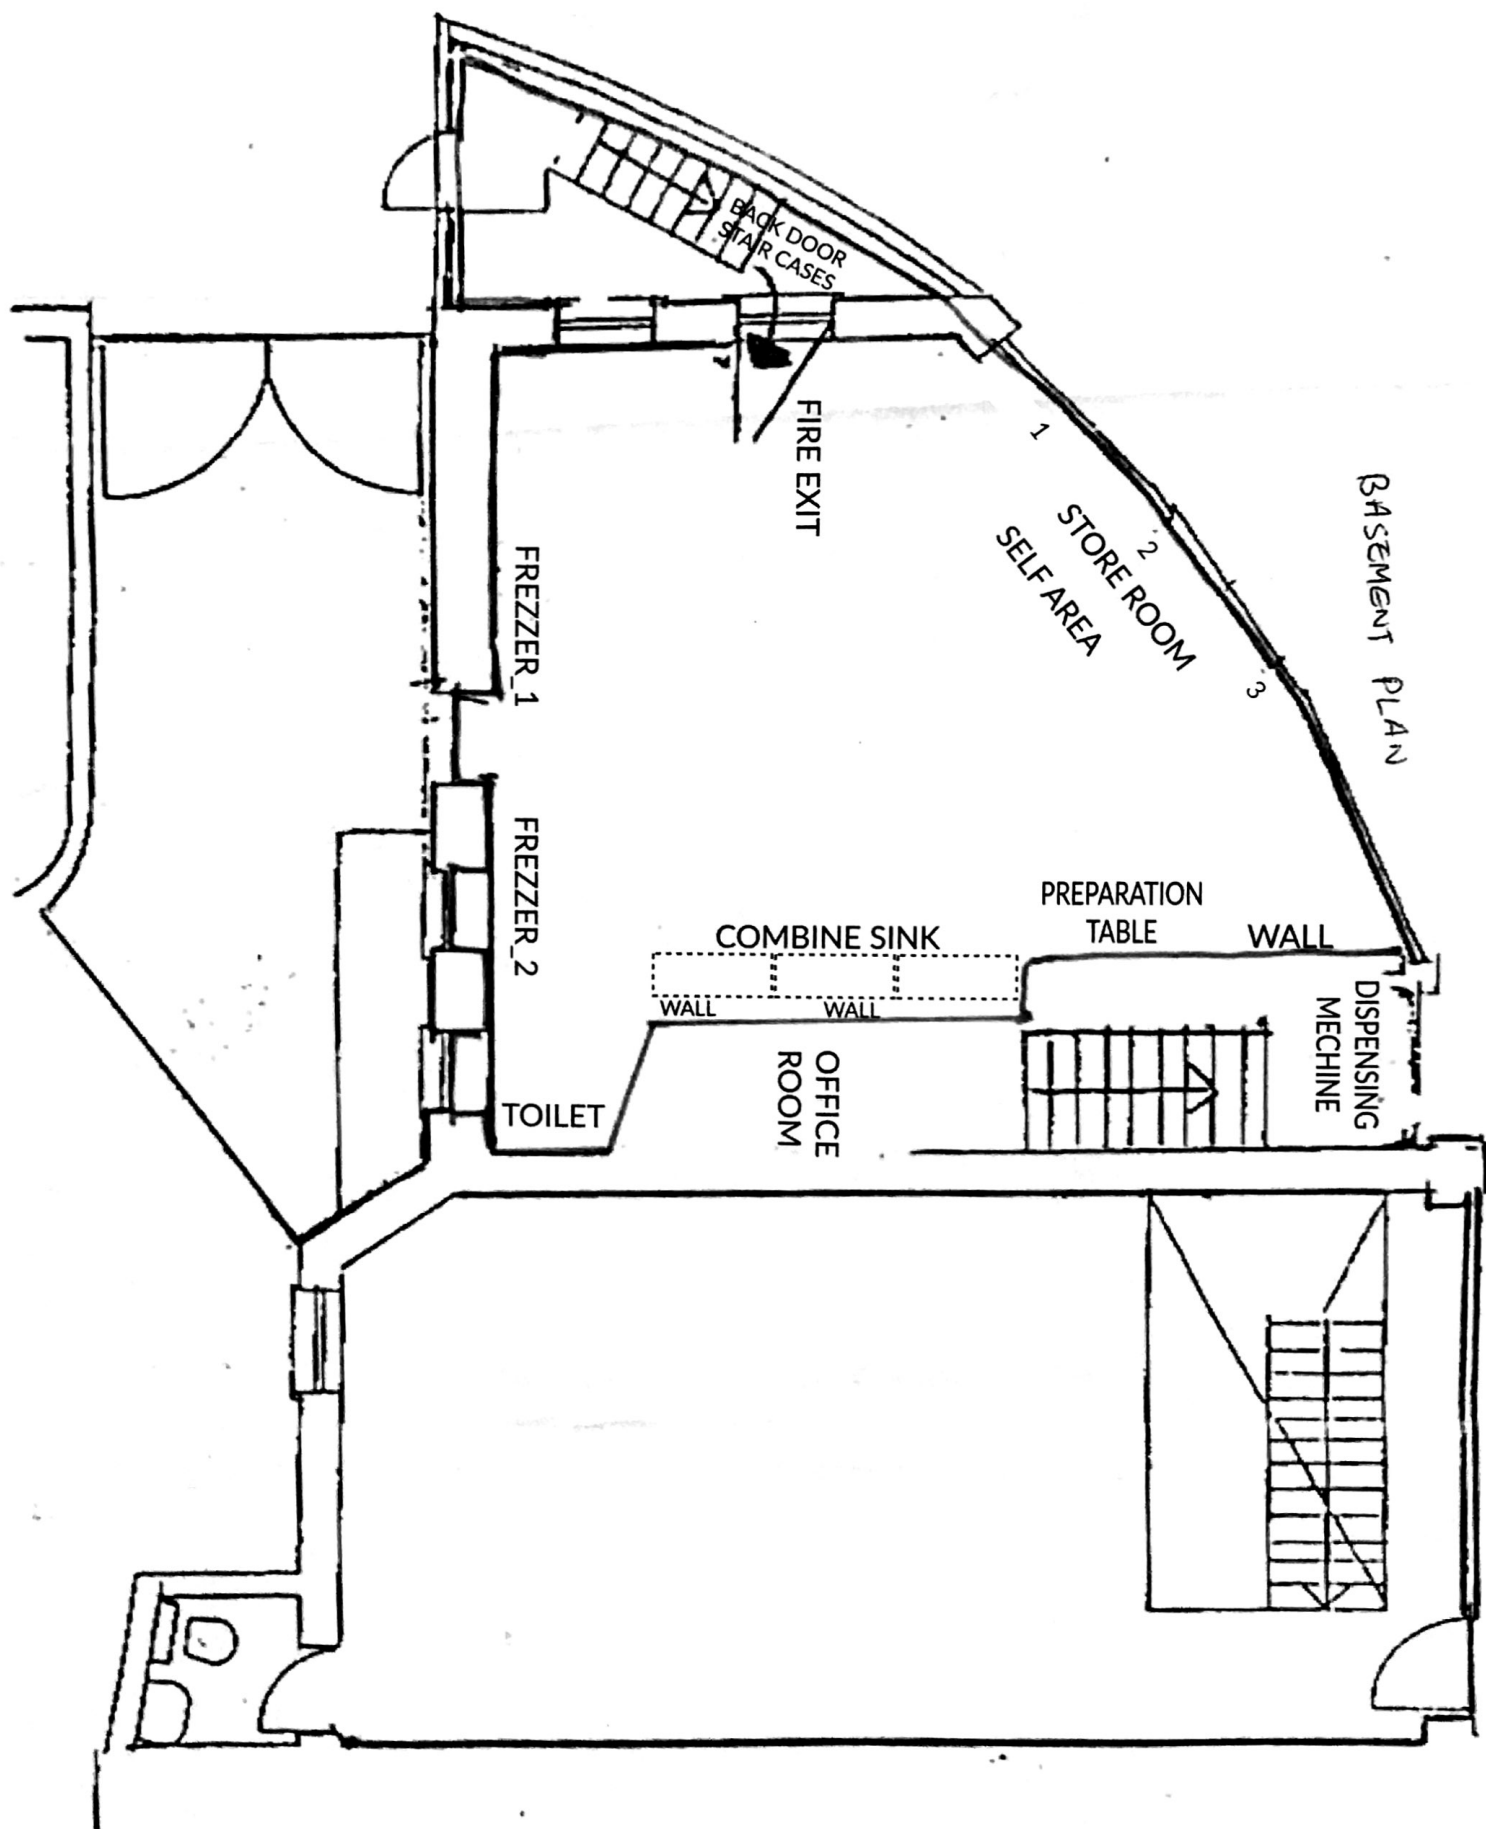 BACK DOOR
STAIR CASES
FIRE EXIT
1
2
3
STORE ROOM
SELF AREA
BASEMENT PLAN
FREZZER_1
FREZZER_2
PREPARATION
TABLE
WALL
COMBINE SINK
WALL
WALL
DISPENSING
MECHINE
OFFICE
ROOM
TOILET